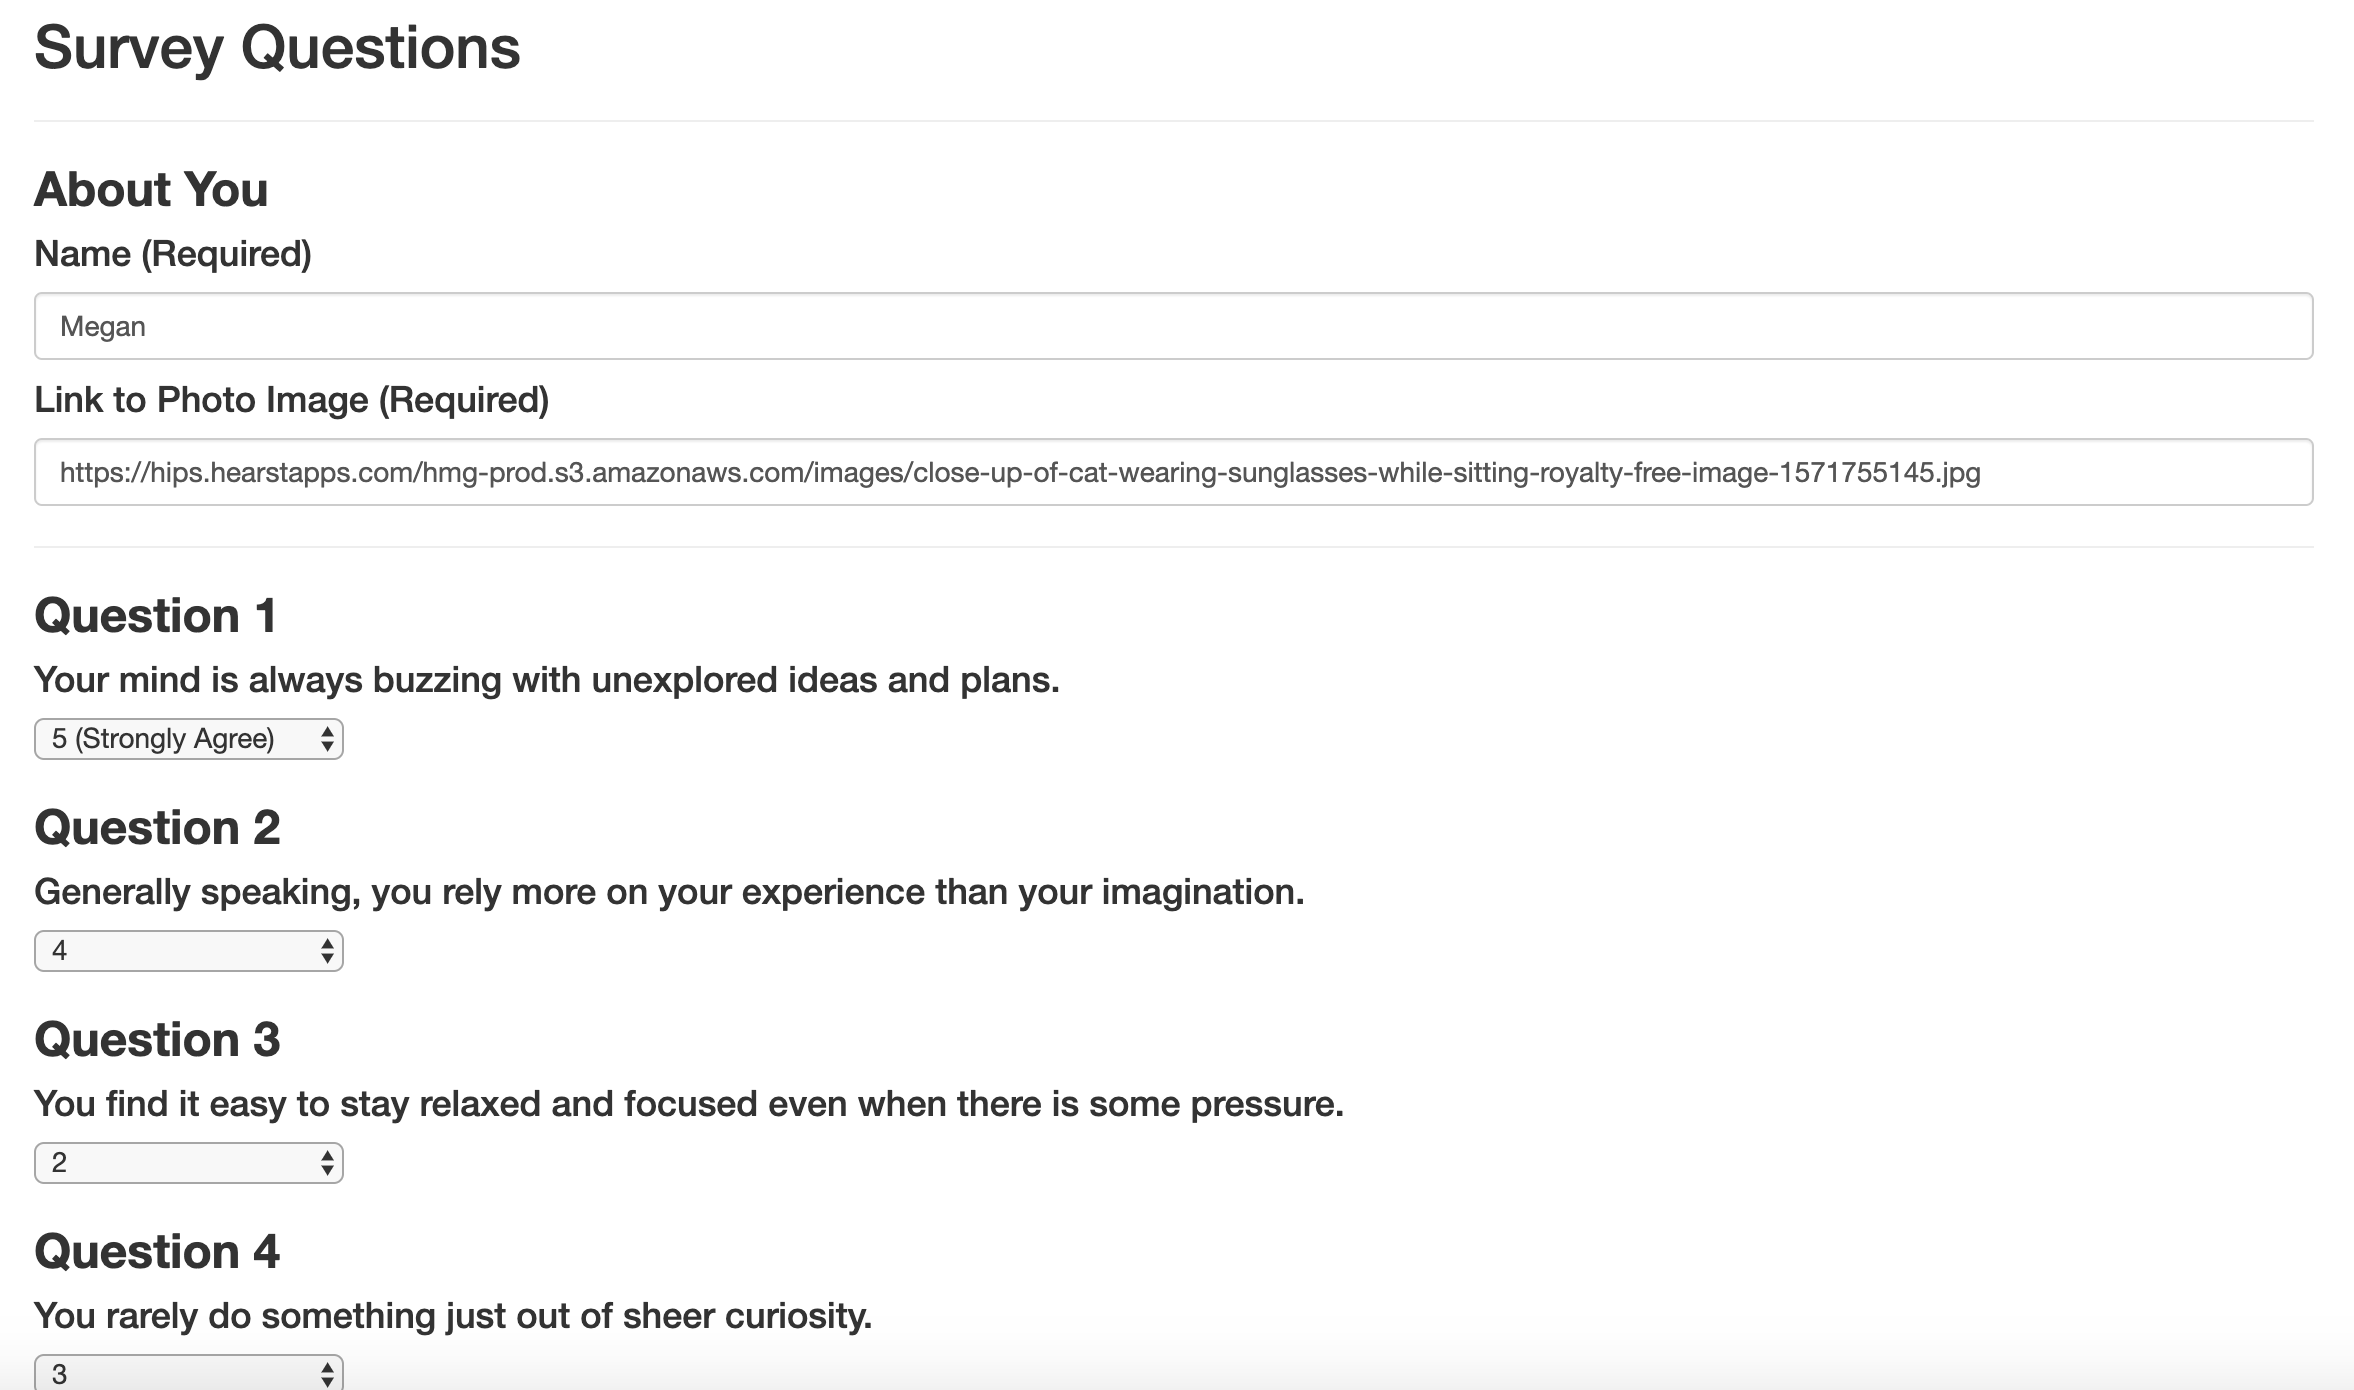 Survey Questions
About You
Name (Required)
Megan
Link to Photo Image (Required)
https://hips.hearstapps.com/hmg-prod.s3.amazonaws.com/images/close-up-of-cat-wearing-sunglasses-while-sitting-royalty-free-image-1571755145.jpg
Question 1
Your mind is always buzzing with unexplored ideas and plans.
5 (Strongly Agree)
Question 2
Generally speaking, you rely more on your experience than your imagination.
4
Question 3
You find it easy to stay relaxed and focused even when there is some pressure.
2
Question 4
You rarely do something just out of sheer curiosity.
3